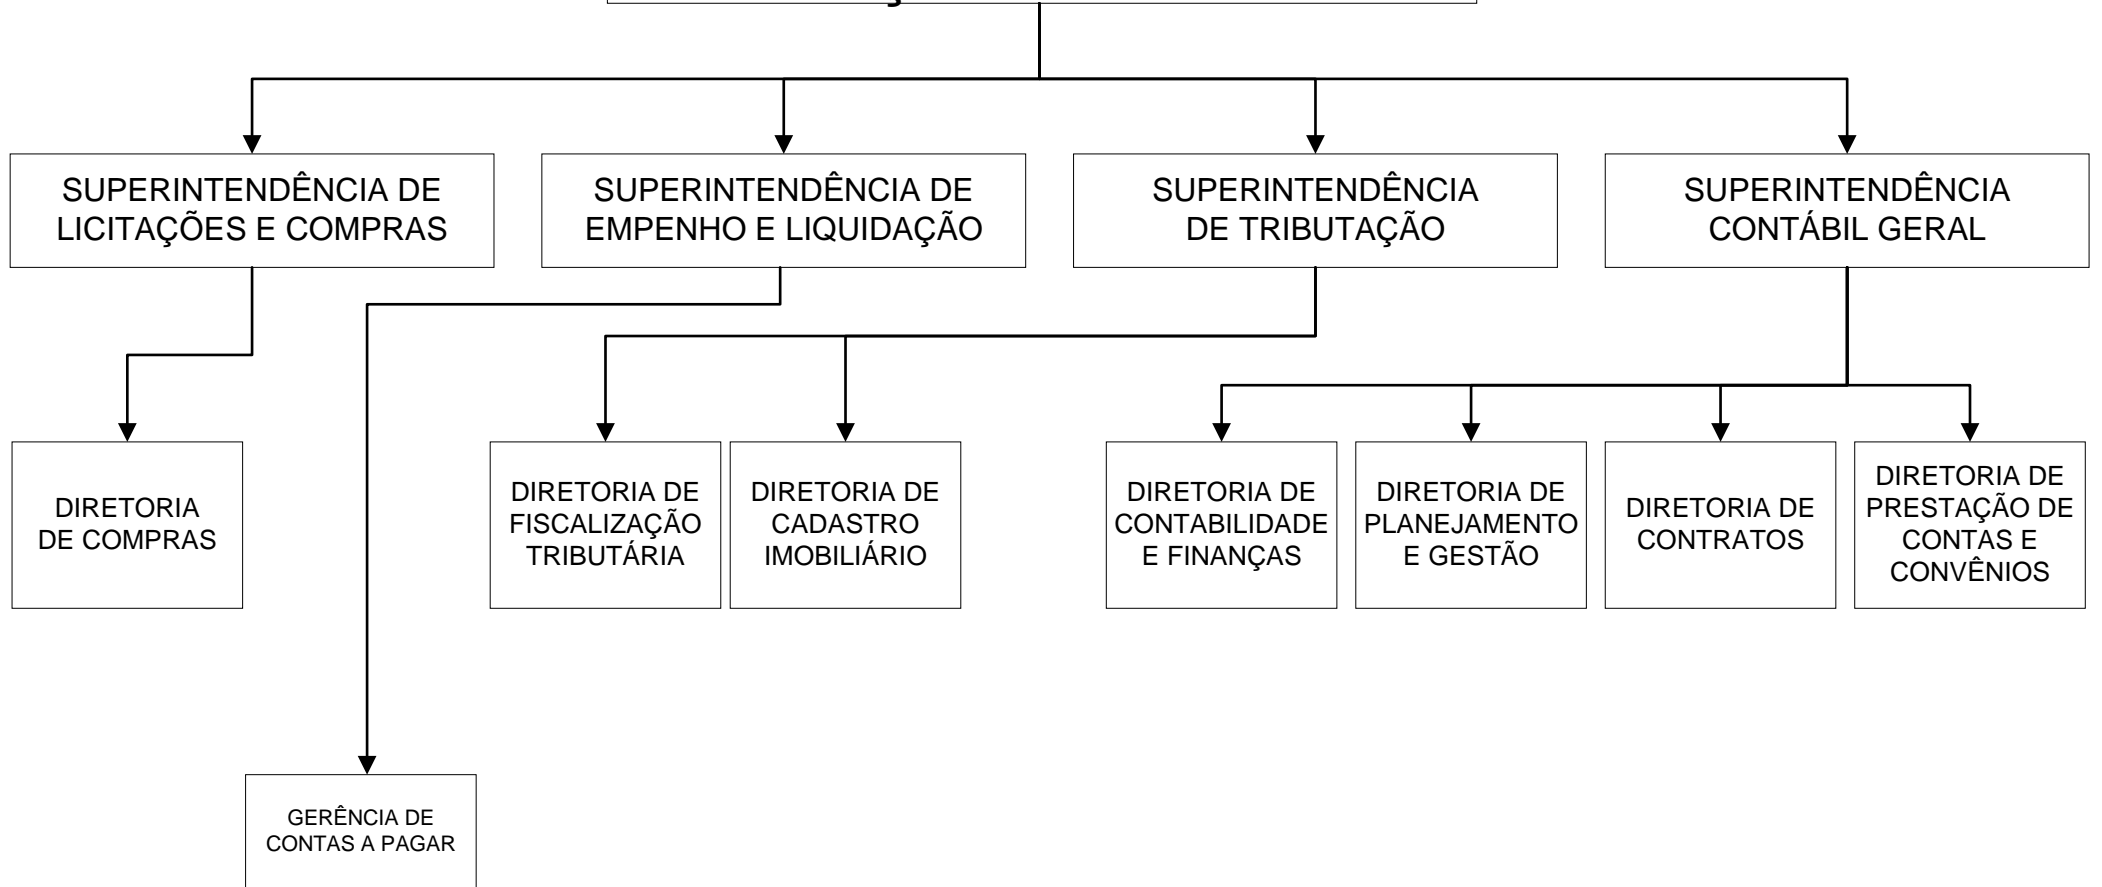 SUPERINTENDÊNCIA DE
LICITAÇÕES E COMPRAS
SUPERINTENDÊNCIA DE
EMPENHO E LIQUIDAÇÃO
SUPERINTENDÊNCIA
DE TRIBUTAÇÃO
SUPERINTENDÊNCIA
CONTÁBIL GERAL
DIRETORIA
DE COMPRAS
DIRETORIA DE
FISCALIZAÇÃO
TRIBUTÁRIA
DIRETORIA DE
CADASTRO
IMOBILIÁRIO
DIRETORIA DE
CONTABILIDADE
E FINANÇAS
DIRETORIA DE
PLANEJAMENTO
E GESTÃO
DIRETORIA DE
CONTRATOS
DIRETORIA DE
PRESTAÇÃO DE
CONTAS E
CONVÊNIOS
GERÊNCIA DE
CONTAS A PAGAR